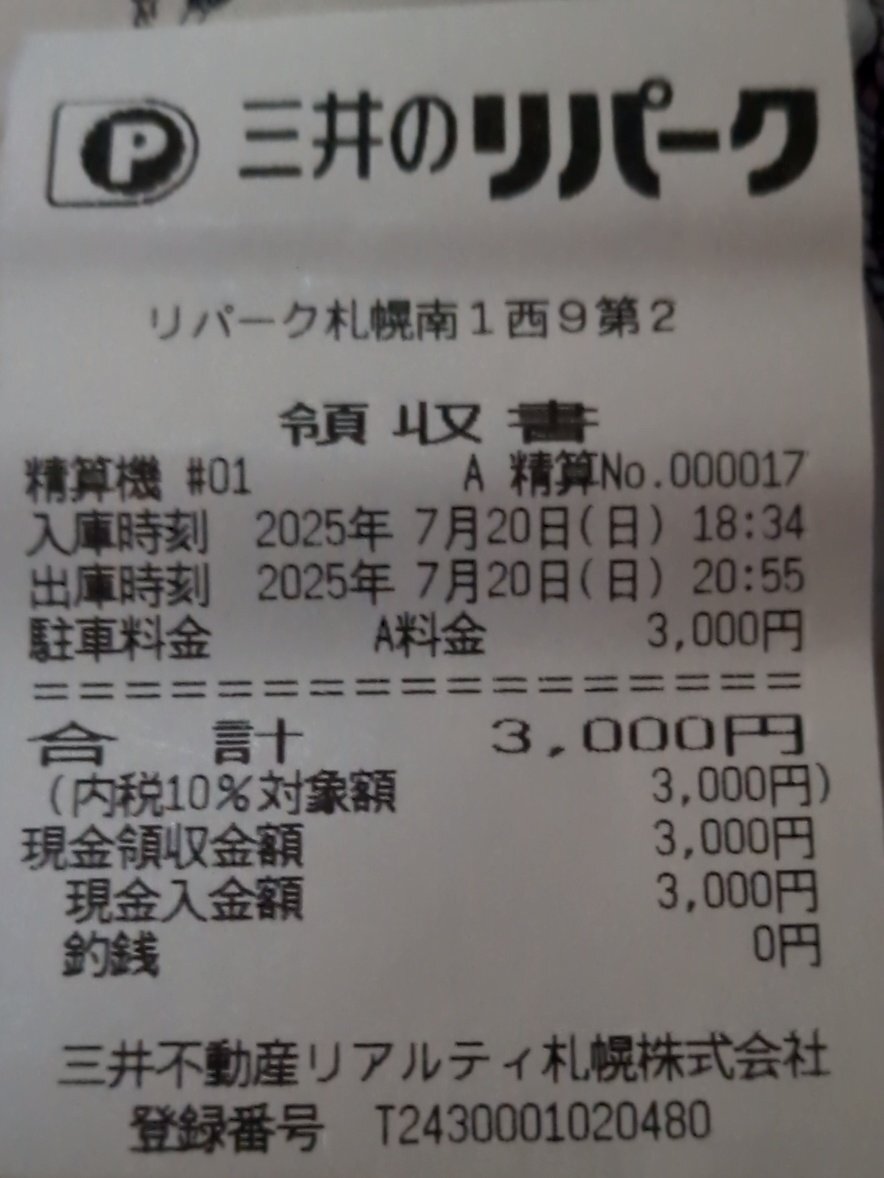 P 三井のリパーク
リパーク札幌南1西9第2
領収書
精算機 #01 A 精算No.000017
入庫時刻 2025年 7月20日(日) 18:34
出庫時刻 2025年 7月20日(日) 20:55
駐車料金 A料金 3,000円
=================
合 計 3,000円
(内税10%対象額 3,000円)
現金領収金額 3,000円
現金入金額 3,000円
釣銭 0円
三井不動産リアルティ札幌株式会社
登録番号 T2430001020480